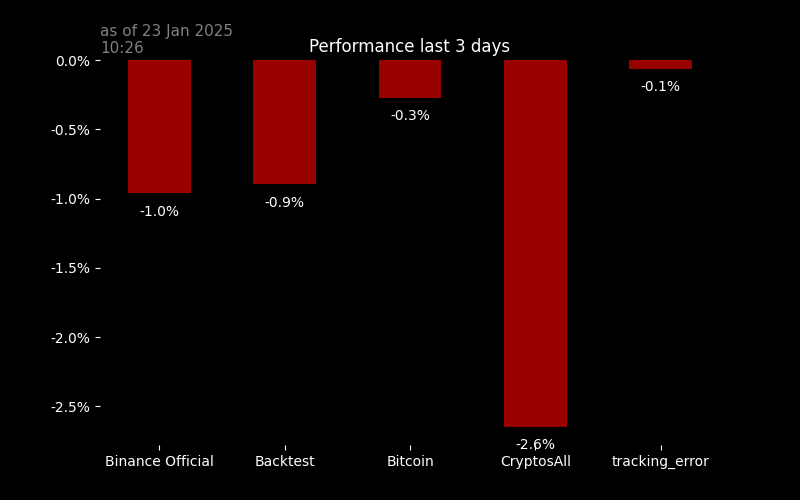 as of 23 Jan 2025
10:26
Performance last 3 days
0.0%
-0.5%
-1.0%
-1.5%
-2.0%
-2.5%
-1.0%
-0.9%
-0.3%
-2.6%
-0.1%
Binance Official
Backtest
Bitcoin
CryptosAll
tracking_error